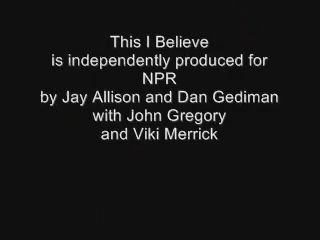 This I Believe
is independently produced for
NPR
by Jay Allison and Dan Gediman
with John Gregory
and Viki Merrick